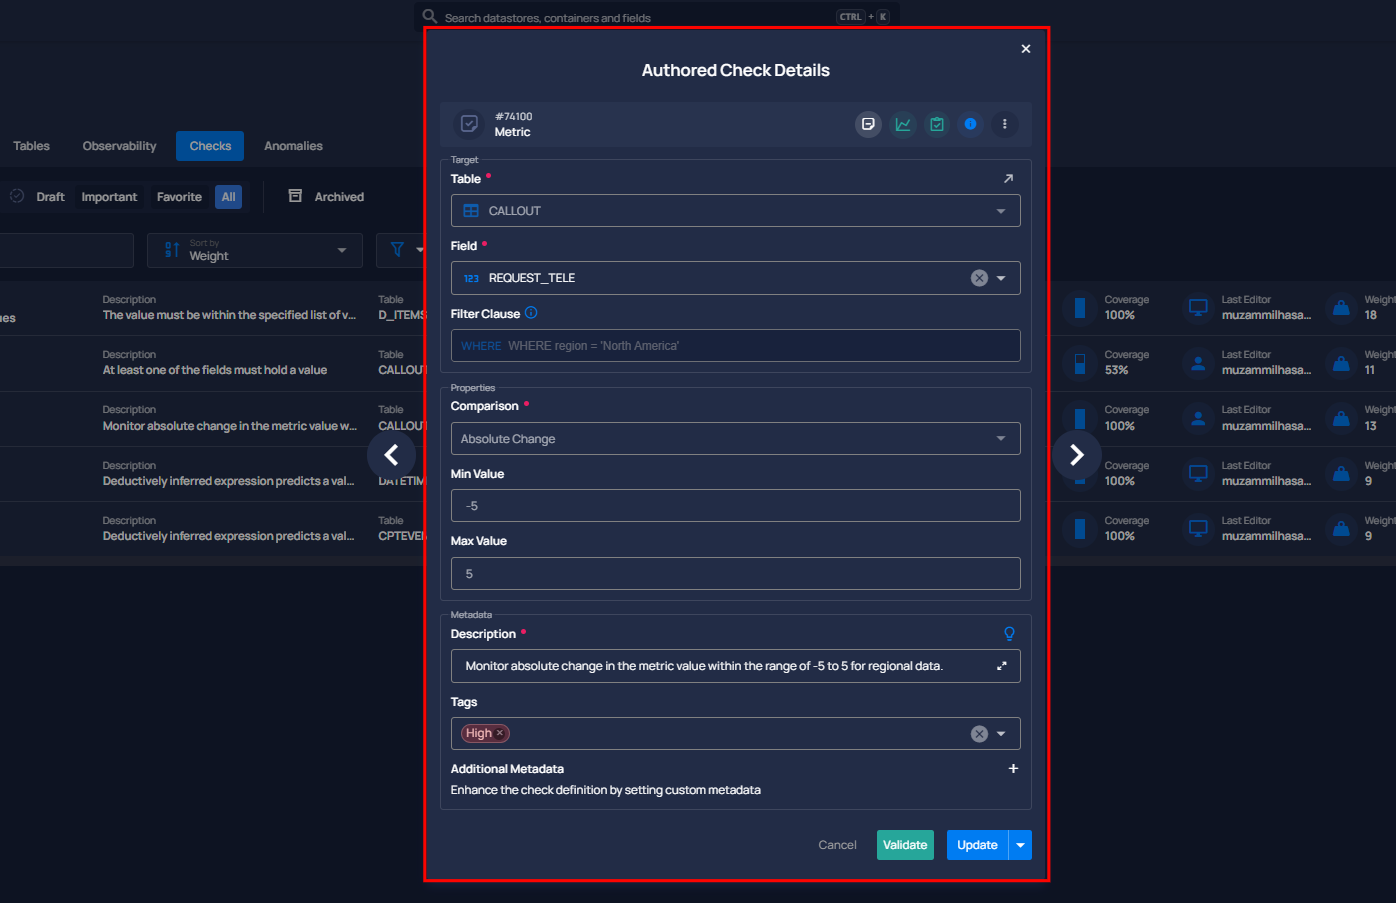 Search datastores, containers and fields CTRL + K
Tables Observability Checks Anomalies
Draft Important Favorite All Archived
Sort by
Weight
Description Table
ues The value must be within the specified list of v... D_ITEMS
Description Table
At least one of the fields must hold a value CALLOUT
Description Table
Monitor absolute change in the metric value w... CALLOUT
Description
Deductively inferred expression predicts a val... DATETIM
Description Table
Deductively inferred expression predicts a val... CPTEVE
Authored Check Details
#74100
Metric
Target
Table
CALLOUT
Field
123 REQUEST_TELE
Filter Clause
WHERE WHERE region = 'North America'
Properties
Comparison
Absolute Change
Min Value
-5
Max Value
5
Metadata
Description
Monitor absolute change in the metric value within the range of -5 to 5 for regional data.
Tags
High
Additional Metadata
Enhance the check definition by setting custom metadata
Cancel Validate Update
Coverage Last Editor Weight
100% muzammilhasa... 18
Coverage Last Editor Weight
53% muzammilhasa... 11
Coverage Last Editor Weight
100% muzammilhasa... 13
Coverage Last Editor Weight
100% muzammilhasa... 9
Coverage Last Editor Weight
100% muzammilhasa... 9